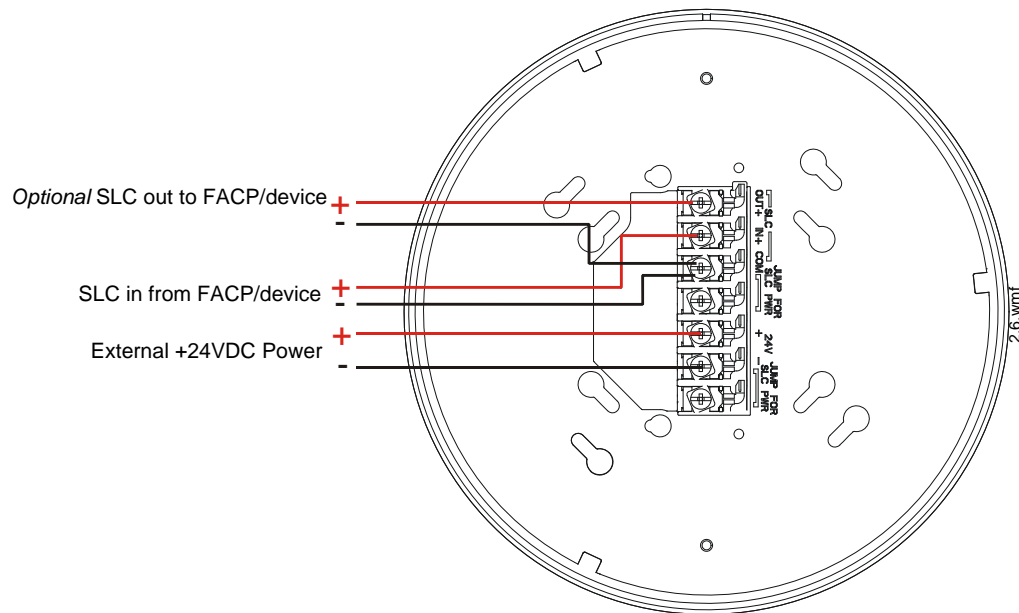 Optional SLC out to FACP/device
+
-
SLC in from FACP/device
+
-
External +24VDC Power
+
-
SLC
OUT+ IN+ COM
JUMP FOR
SLC PWR
24V
+ -
JUMP FOR
SLC PWR
2.6.wmf